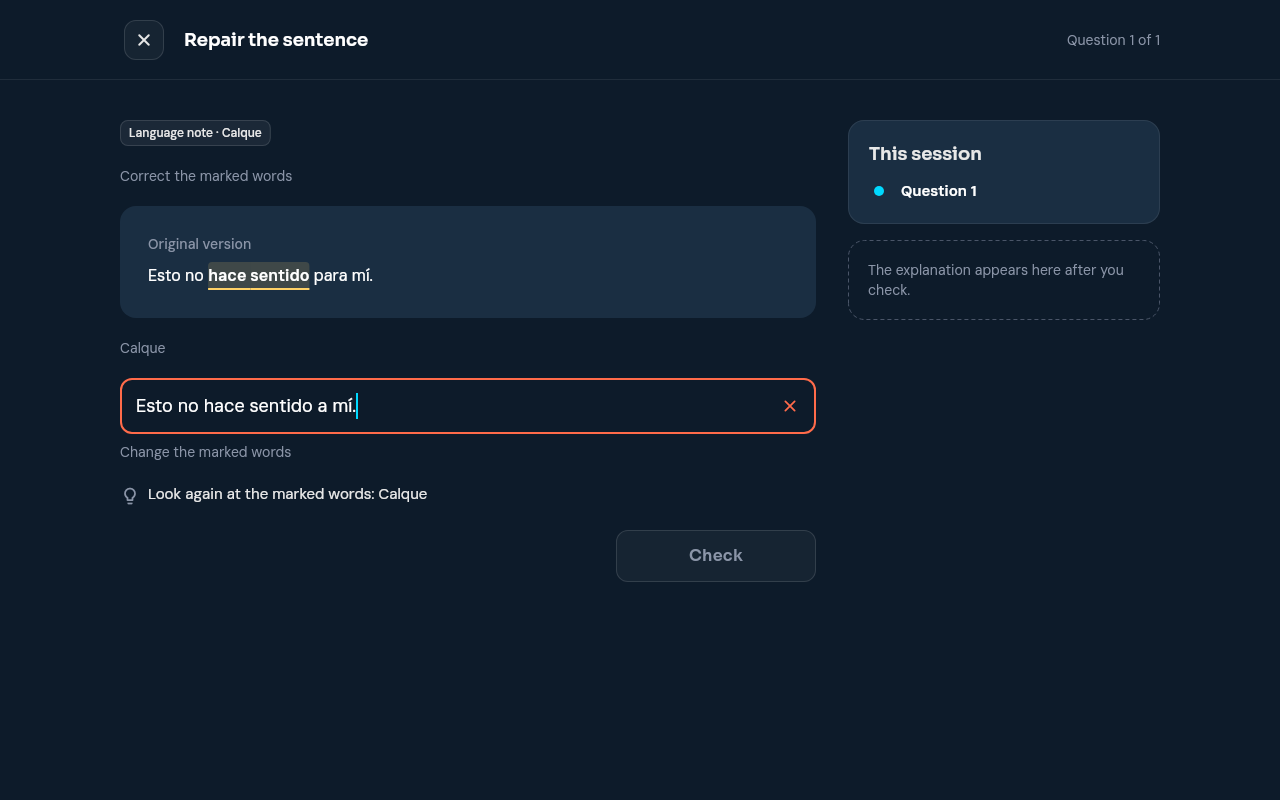 Repair the sentence
Question 1 of 1
Language note · Calque
Correct the marked words
Original version
Esto no hace sentido para mí.
Calque
Esto no hace sentido a mí.
Change the marked words
Look again at the marked words: Calque
Check
This session
Question 1
The explanation appears here after you
check.